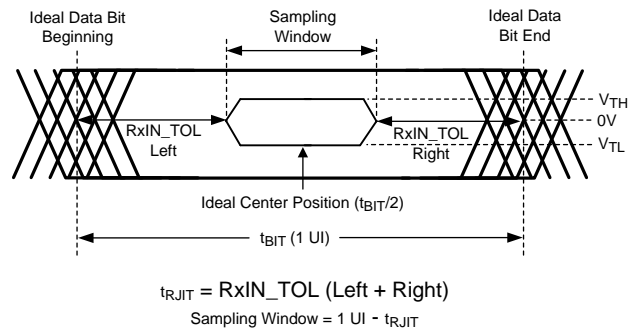 Ideal Data Bit
Beginning
Sampling
Window
Ideal Data
Bit End
RxIN_TOL
Left
RxIN_TOL
Right
VTH
0V
VTL
Ideal Center Position (tBIT/2)
tBIT (1 UI)
tRJIT = RxIN_TOL (Left + Right)
Sampling Window = 1 UI - tRJIT